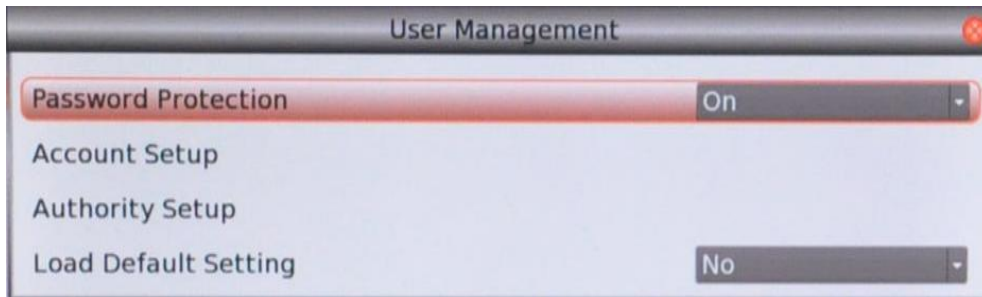 User Management
Password Protection On
Account Setup
Authority Setup
Load Default Setting No